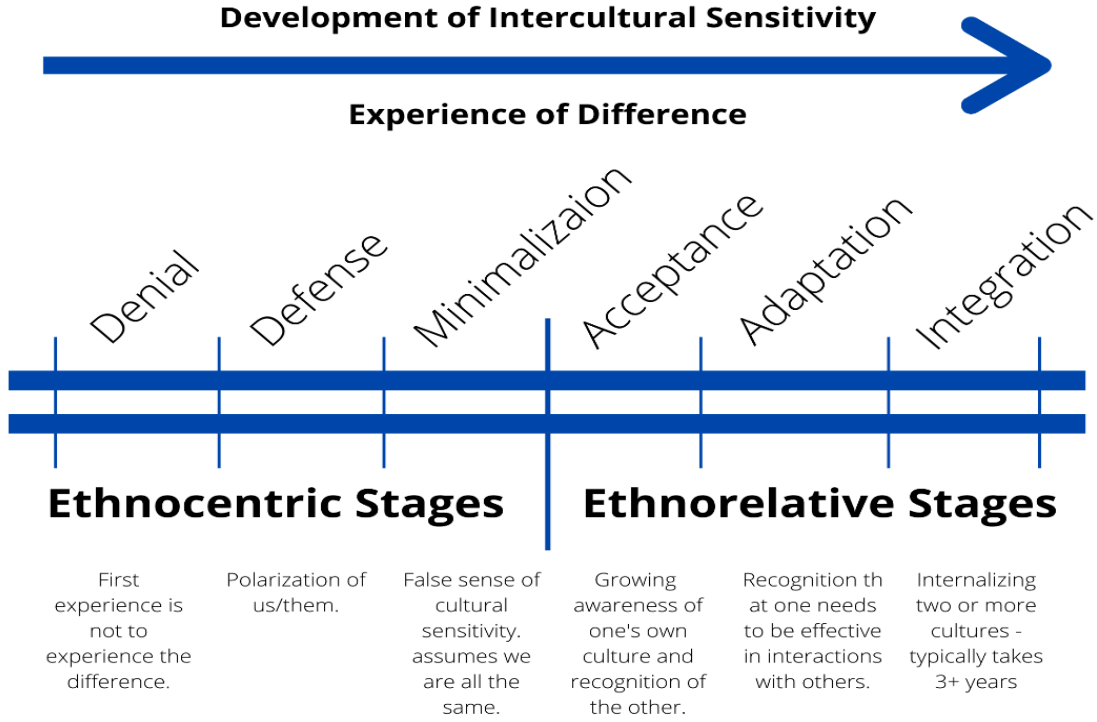 Development of Intercultural Sensitivity
Experience of Difference
Denial
Defense
Minimalizaion
Acceptance
Adaptation
Integration
Ethnocentric Stages
Ethnorelative Stages
First
experience is
not to
experience the
difference.
Polarization of
us/them.
False sense of
cultural
sensitivity.
assumes we
are all the
same.
Growing
awareness of
one's own
culture and
recognition of
the other.
Recognition th
at one needs
to be effective
in interactions
with others.
Internalizing
two or more
cultures -
typically takes
3+ years